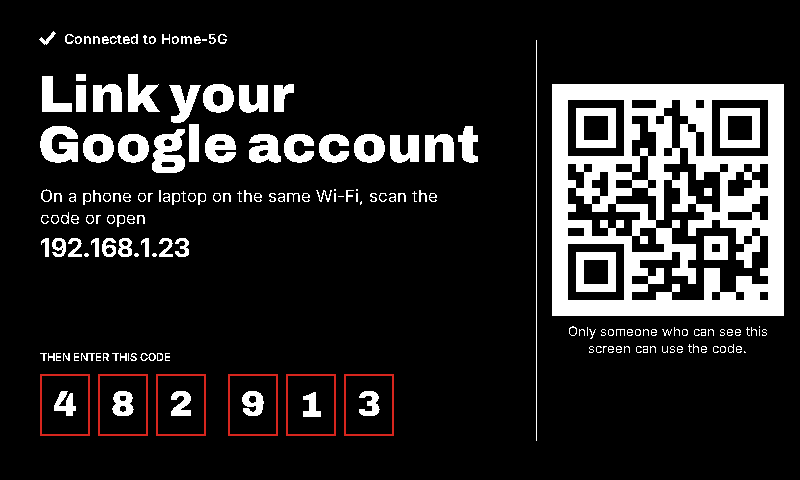 Connected to Home-5G
Link your
Google account
On a phone or laptop on the same Wi-Fi, scan the
code or open
192.168.1.23
THEN ENTER THIS CODE
4 8 2 9 1 3
Only someone who can see this
screen can use the code.